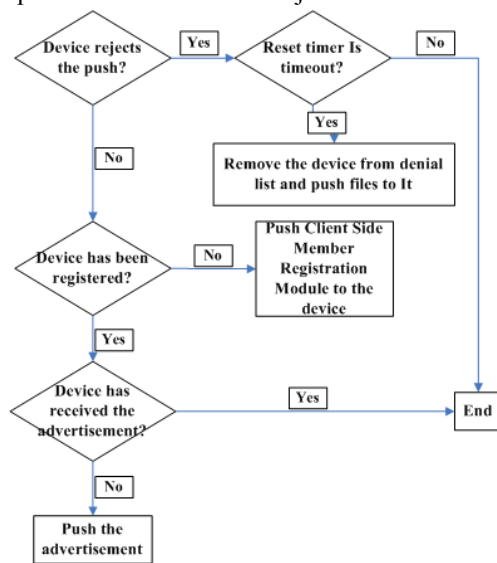 Device rejects
the push?
Yes
Reset timer Is
timeout?
No
Yes
Remove the device from denial
list and push files to It
No
Device has been
registered?
No
Push Client Side
Member
Registration
Module to the
device
Yes
Device has
received the
advertisement?
Yes
End
No
Push the
advertisement